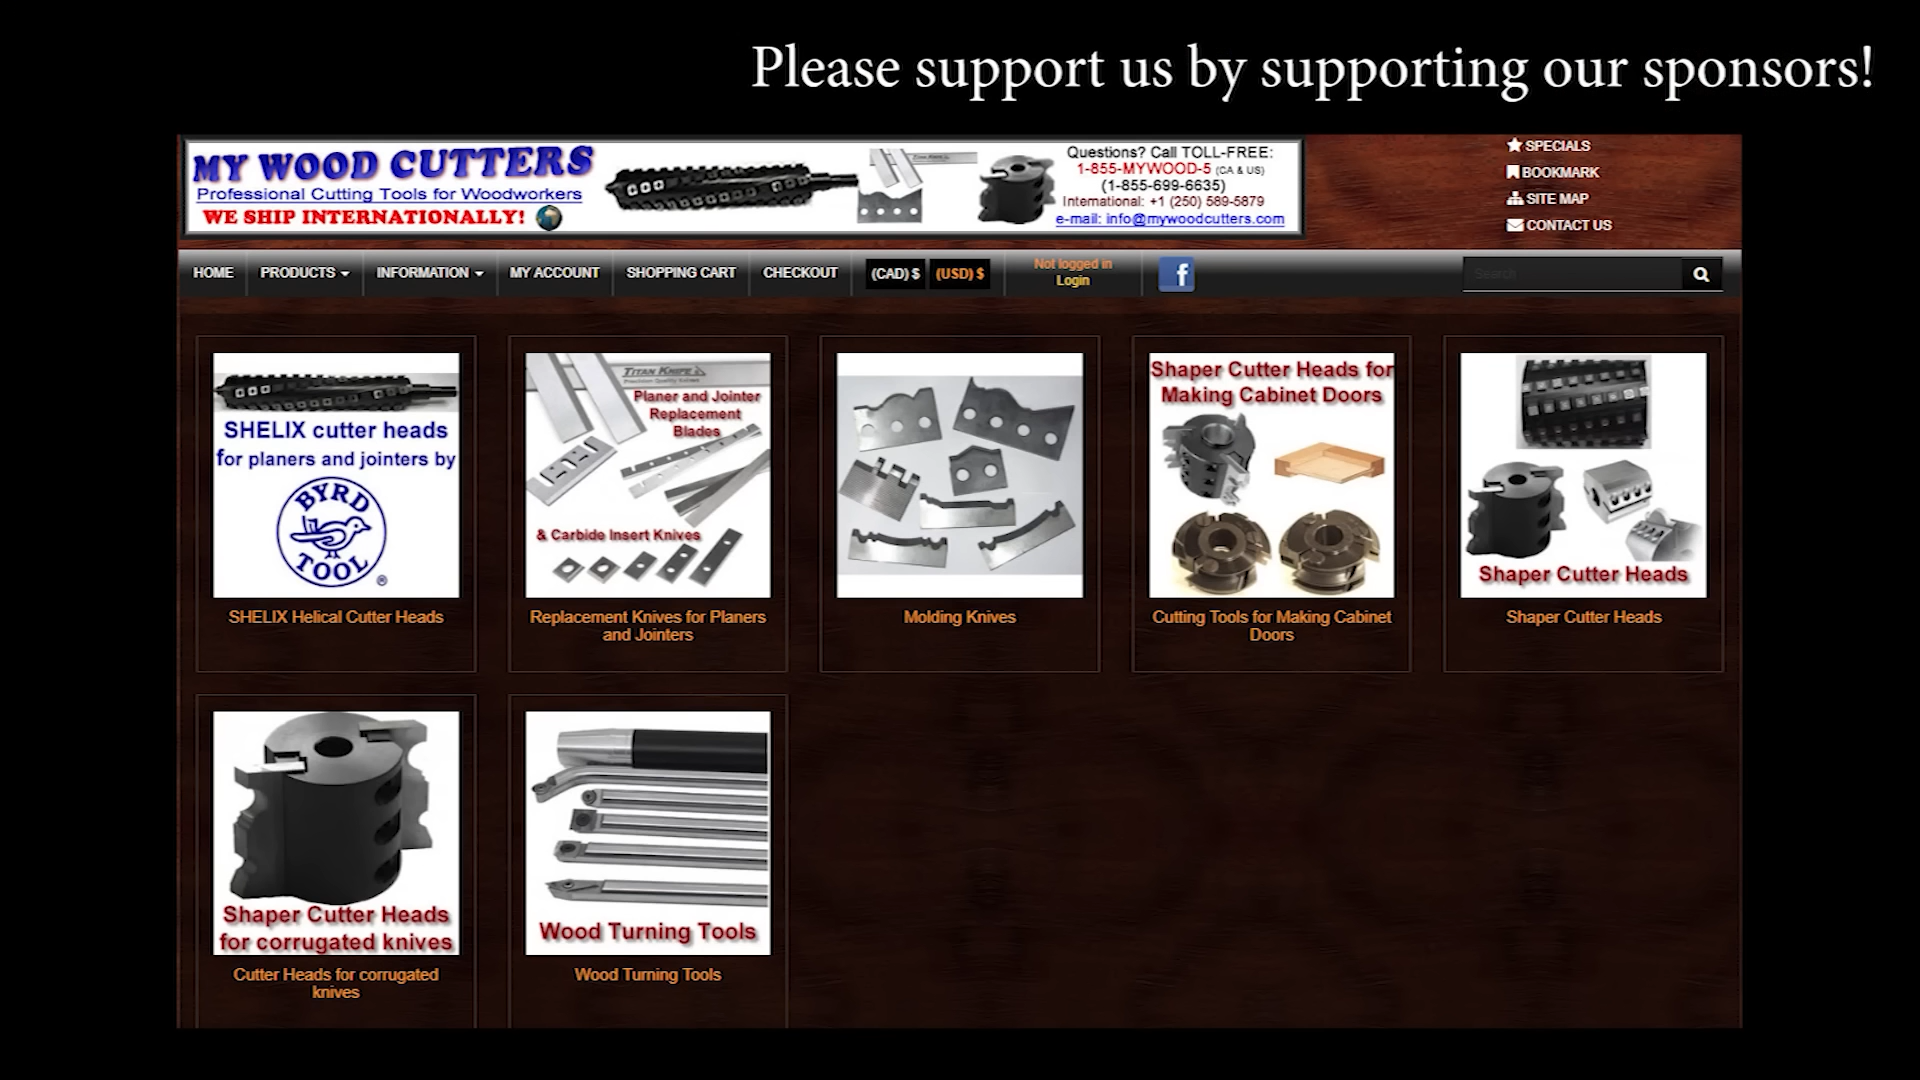 Please support us by supporting our sponsors!
MY WOOD CUTTERS
Professional Cutting Tools for Woodworkers
WE SHIP INTERNATIONALLY!
Questions? Call TOLL-FREE:
1-855-MYWOOD-5 (CA & US)
(1-855-699-6635)
International: +1 (250) 589-5879
e-mail: info@mywoodcutters.com
SPECIALS
BOOKMARK
SITE MAP
CONTACT US
HOME
PRODUCTS
INFORMATION
MY ACCOUNT
SHOPPING CART
CHECKOUT
(CAD) $
(USD) $
Not logged in
Login
f
Search
SHELIX cutter heads
for planers and jointers by
BYRD
TOOL
®
SHELIX Helical Cutter Heads
TITAN KNIFE
Precision Quality Knives
Planer and Jointer
Replacement
Blades
& Carbide Insert Knives
Replacement Knives for Planers
and Jointers
Molding Knives
Shaper Cutter Heads for
Making Cabinet Doors
Cutting Tools for Making Cabinet
Doors
Shaper Cutter Heads
Shaper Cutter Heads
Shaper Cutter Heads
for corrugated knives
Cutter Heads for corrugated
knives
Wood Turning Tools
Wood Turning Tools